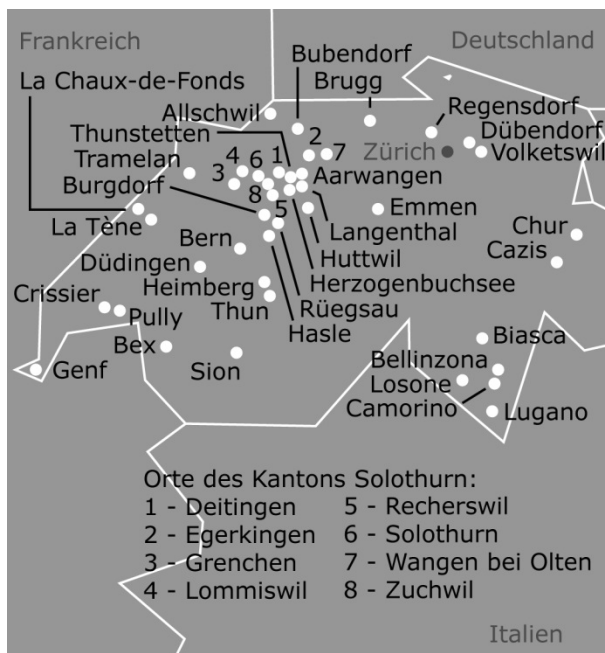 Frankreich
Deutschland
Bubendorf
La Chaux-de-Fonds
Brugg
Allschwil
Regensdorf
Thunstetten
2
Dübendorf
Tramelan
4 6 1
7
Zürich
Volketswil
Burgdorf
3
8
Aarwangen
5
Emmen
La Tène
Langenthal
Bern
Chur
Huttwil
Cazis
Düdingen
Herzogenbuchsee
Crissier
Heimberg
Rüegsau
Pully
Thun
Hasle
Biasca
Bex
Bellinzona
Genf
Sion
Losone
Camorino
Lugano
Orte des Kantons Solothurn:
1 - Deitingen
2 - Egerkingen
3 - Grenchen
4 - Lommiswil
5 - Recherswil
6 - Solothurn
7 - Wangen bei Olten
8 - Zuchwil
Italien